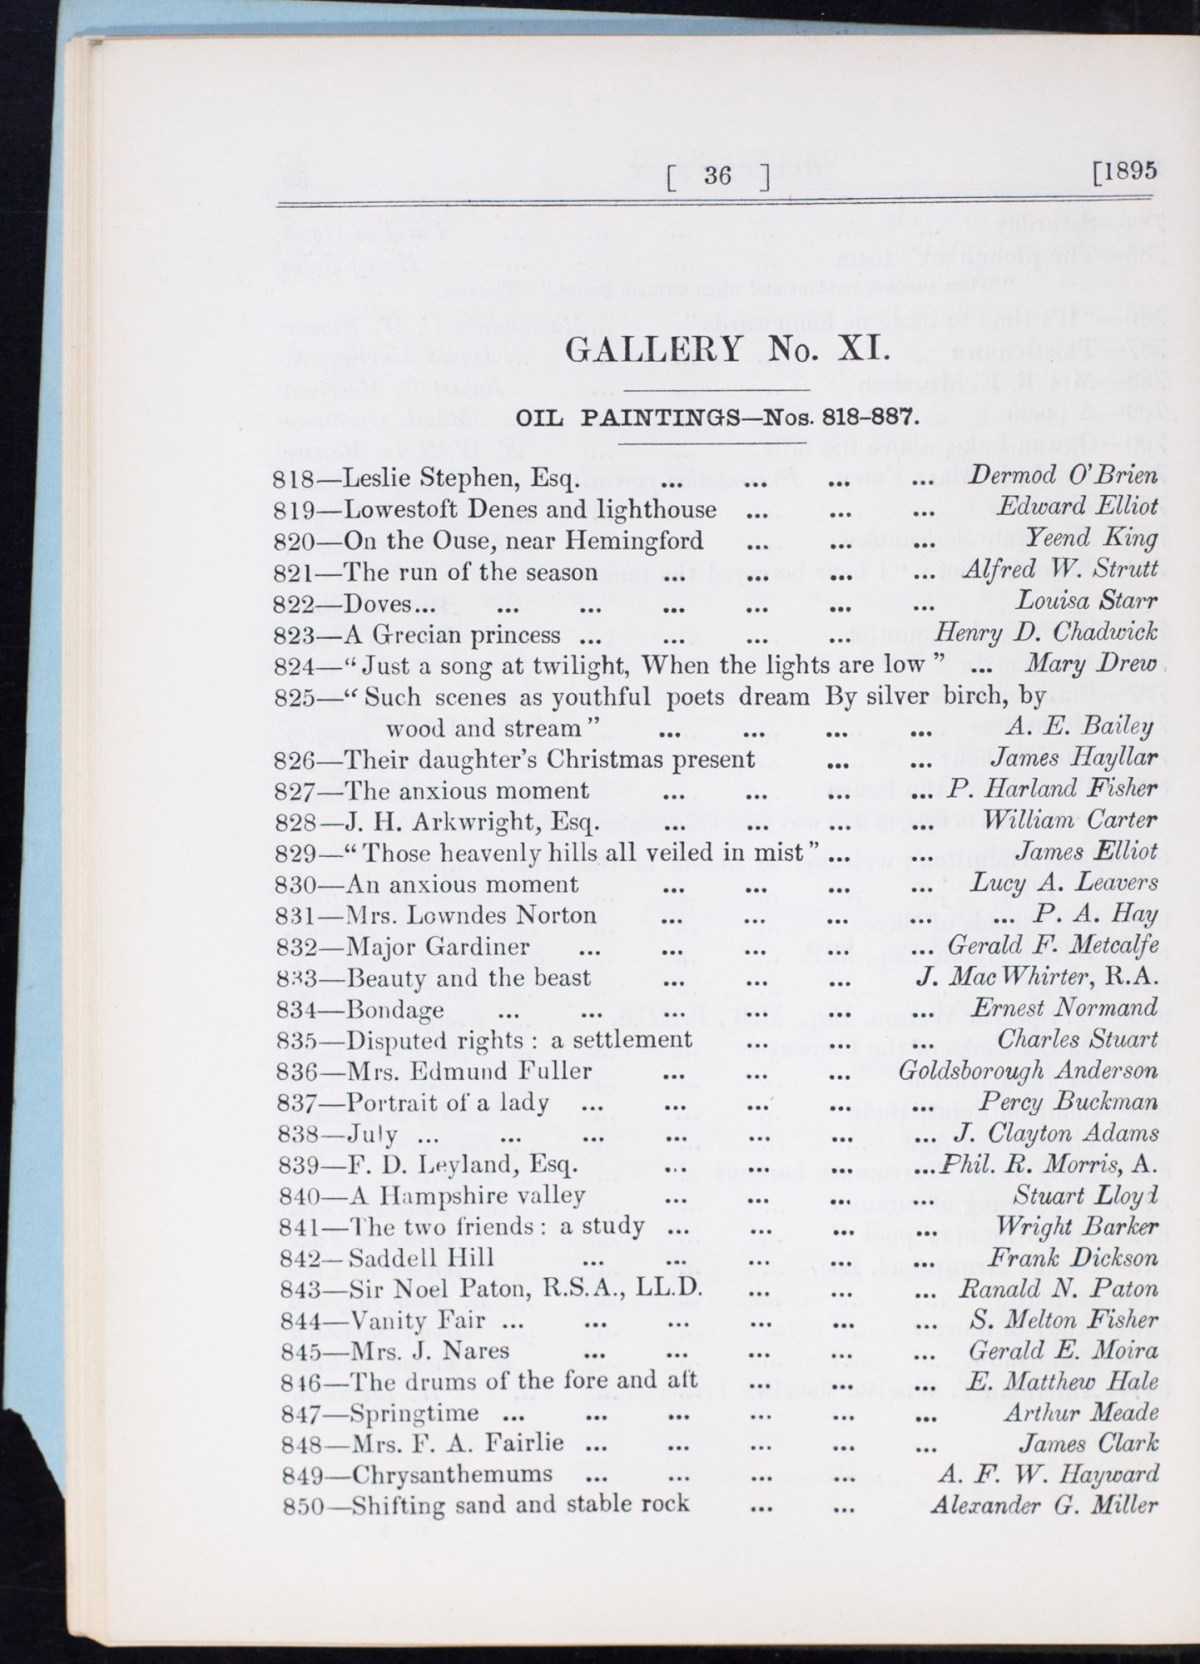 [ 36 ] [1895
GALLERY No. XI.
OIL PAINTINGS—Nos. 818-887.
818—Leslie Stephen, Esq. ... ... ... ... Dermod O'Brien
819—Lowestoft Denes and lighthouse ... ... ... Edward Elliot
820—On the Ouse, near Hemingford ... ... ... Yeend King
821—The run of the season ... ... ... ... Alfred W. Strutt
822—Doves... ... ... ... ... ... ... Louisa Starr
823—A Grecian princess ... ... ... ... Henry D. Chadwick
824—“Just a song at twilight, When the lights are low” ... Mary Drew
825—“Such scenes as youthful poets dream By silver birch, by
wood and stream” ... ... ... ... A. E. Bailey
826—Their daughter's Christmas present ... ... James Hayllar
827—The anxious moment ... ... ... ... P. Harland Fisher
828—J. H. Arkwright, Esq. ... ... ... ... William Carter
829—“Those heavenly hills all veiled in mist”... ... James Elliot
830—An anxious moment ... ... ... ... Lucy A. Leavers
831—Mrs. Lowndes Norton ... ... ... ... ... P. A. Hay
832—Major Gardiner ... ... ... ... ... Gerald F. Metcalfe
833—Beauty and the beast ... ... ... J. MacWhirter, R.A.
834—Bondage ... ... ... ... ... ... Ernest Normand
835—Disputed rights : a settlement ... ... ... Charles Stuart
836—Mrs. Edmund Fuller ... ... ... Goldsborough Anderson
837—Portrait of a lady ... ... ... ... ... Percy Buckman
838—July ... ... ... ... ... ... ... J. Clayton Adams
839—F. D. Leyland, Esq. ... ... ... ...Phil. R. Morris, A.
840—A Hampshire valley ... ... ... ... Stuart Lloyd
841—The two friends : a study ... ... ... ... Wright Barker
842—Saddell Hill ... ... ... ... ... Frank Dickson
843—Sir Noel Paton, R.S.A., LL.D. ... ... ... Ranald N. Paton
844—Vanity Fair ... ... ... ... ... ... S. Melton Fisher
845—Mrs. J. Nares ... ... ... ... ... Gerald E. Moira
846—The drums of the fore and aft ... ... ... E. Matthew Hale
847—Springtime ... ... ... ... ... ... Arthur Meade
848—Mrs. F. A. Fairlie ... ... ... ... ... James Clark
849—Chrysanthemums ... ... ... ... A. F. W. Hayward
850—Shifting sand and stable rock ... ... Alexander G. Miller